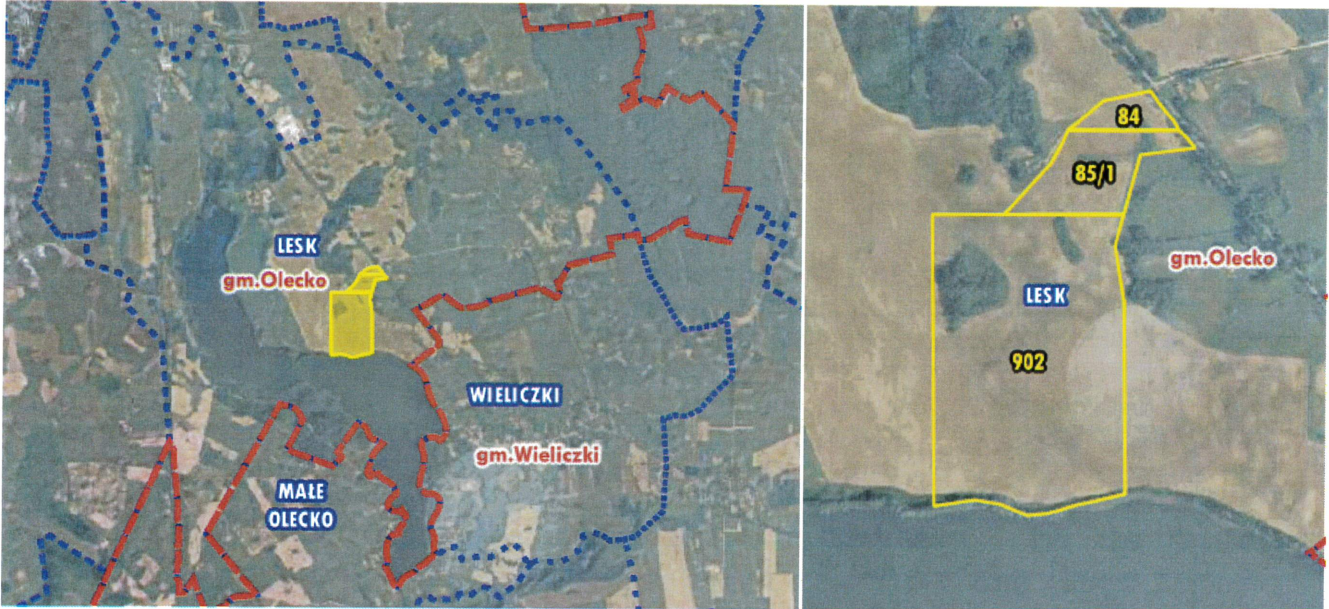 LESK
gm.Olecko
WIELICZKI
gm.Wieliczki
MAŁE
OLECKO
84
85/1
gm.Olecko
LESK
902